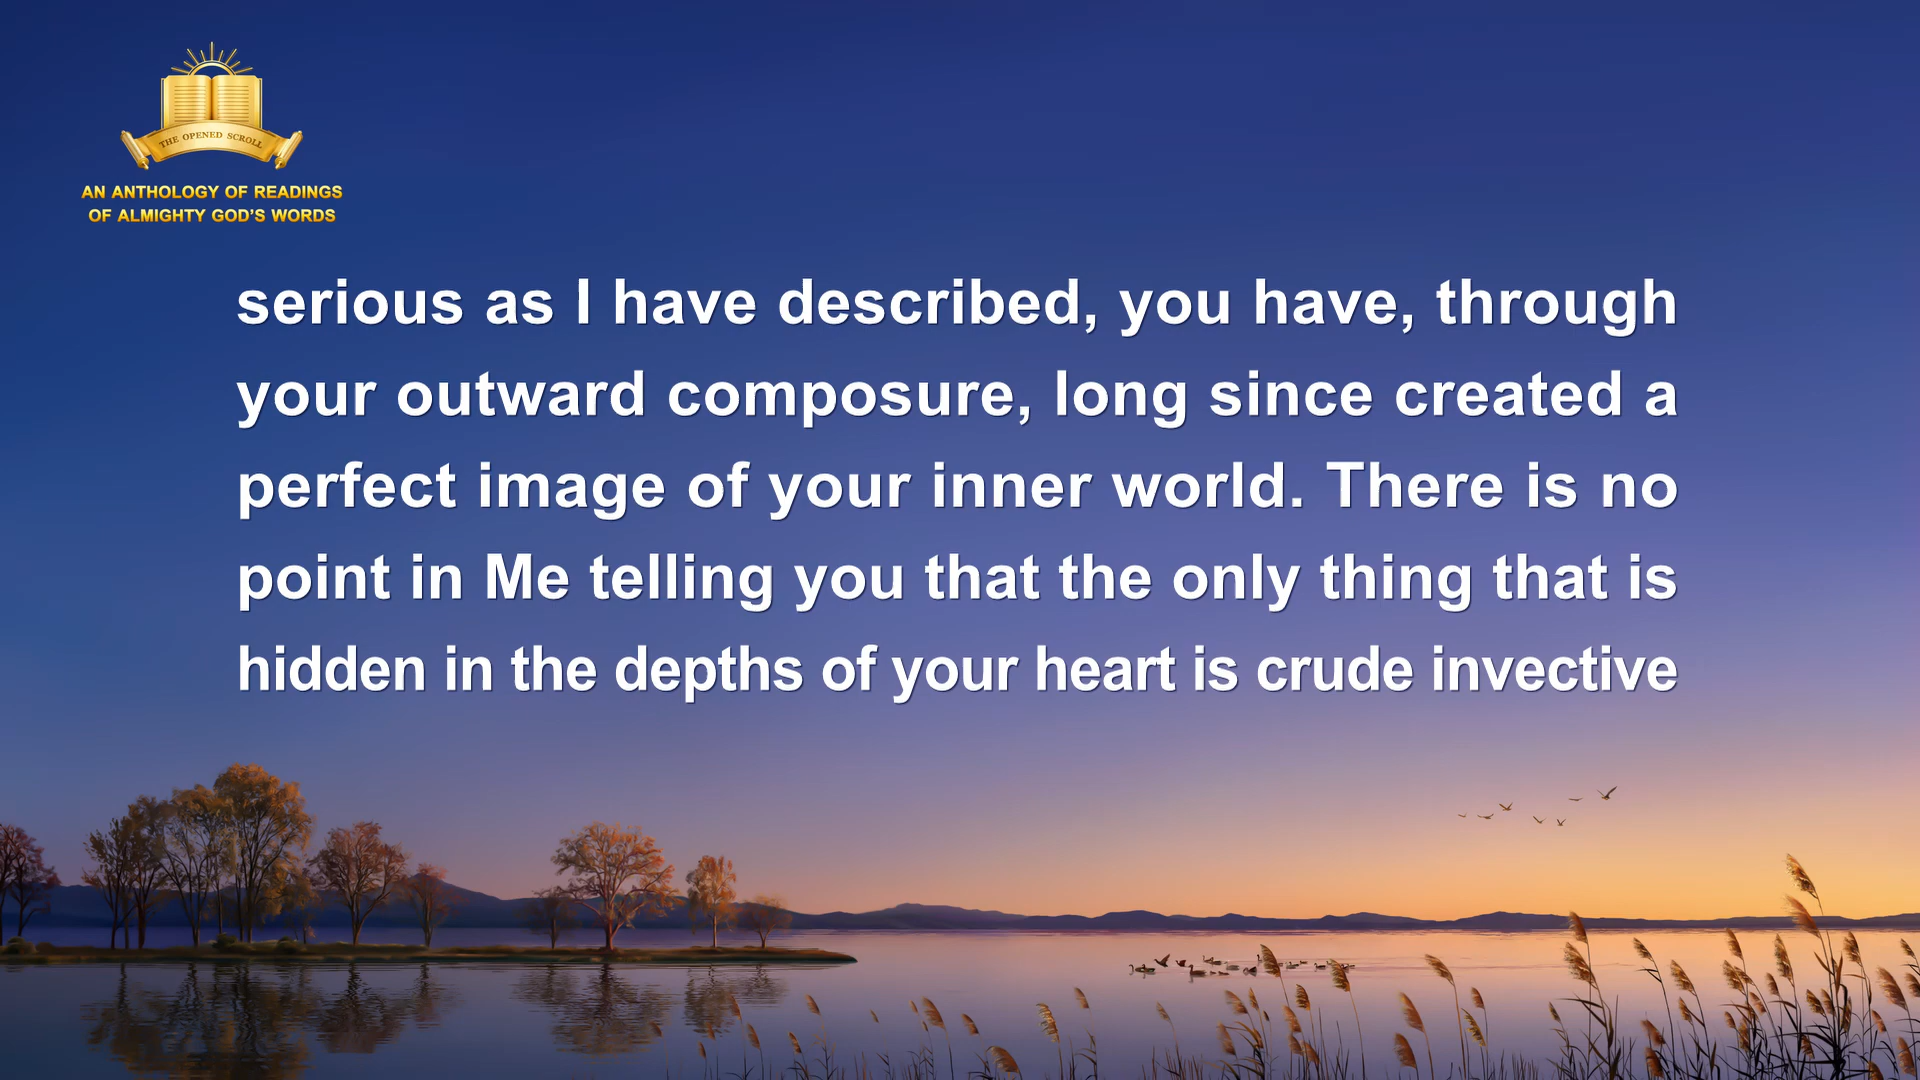 THE OPENED SCROLL
AN ANTHOLOGY OF READINGS
OF ALMIGHTY GOD'S WORDS
serious as I have described, you have, through
your outward composure, long since created a
perfect image of your inner world. There is no
point in Me telling you that the only thing that is
hidden in the depths of your heart is crude invective